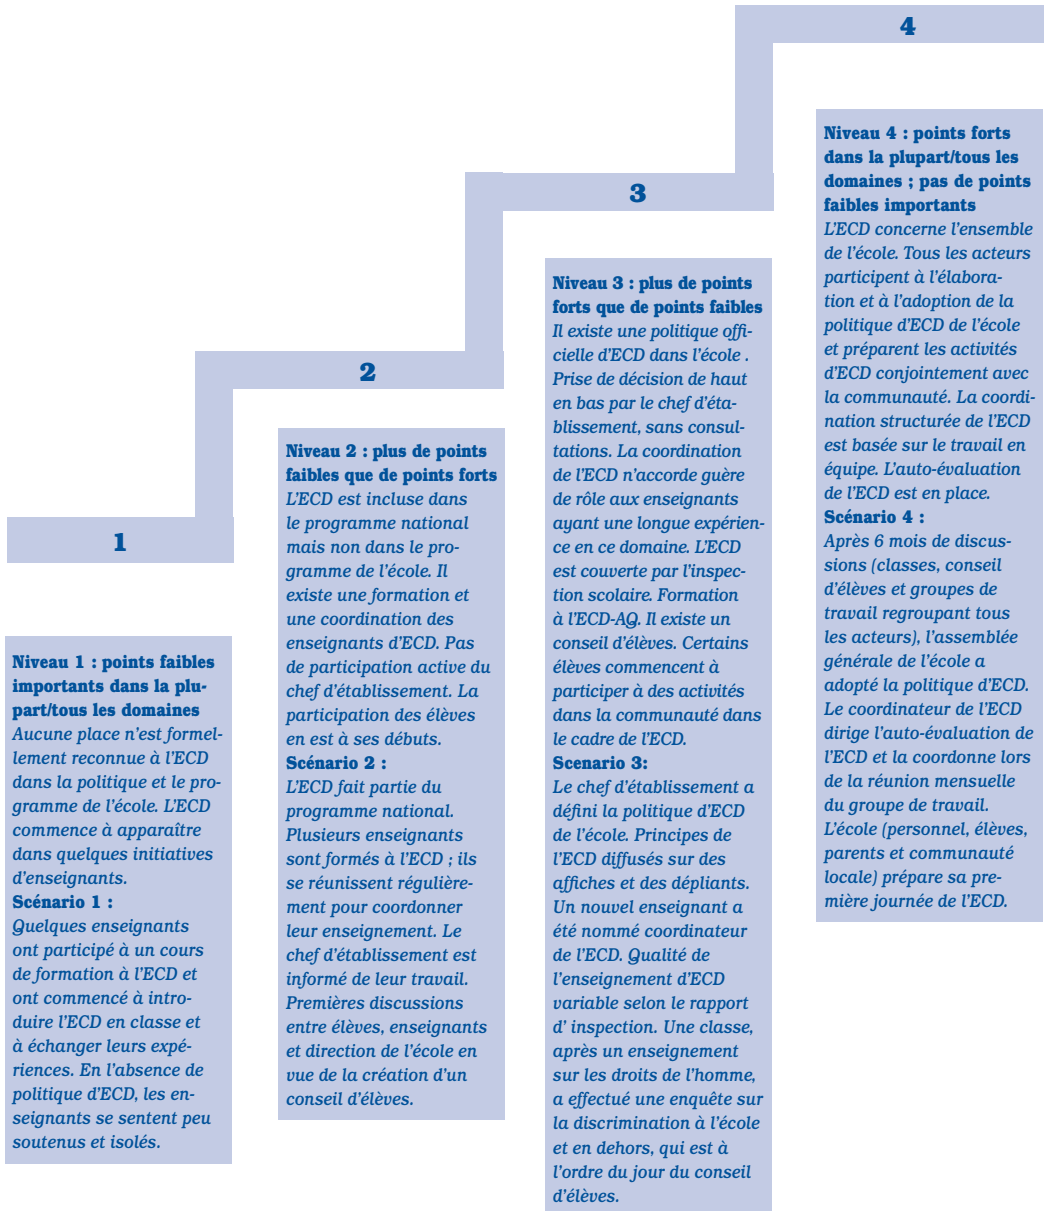 1
Niveau 1 : points faibles
importants dans la plu-
part/tous les domaines
Aucune place n'est formel-
lement reconnue à l'ECD
dans la politique et le pro-
gramme de l'école. L'ECD
commence à apparaître
dans quelques initiatives
d'enseignants.
Scénario 1 :
Quelques enseignants
ont participé à un cours
de formation à l'ECD et
ont commencé à intro-
duire l'ECD en classe et
à échanger leurs expé-
riences. En l'absence de
politique d'ECD, les en-
seignants se sentent peu
soutenus et isolés.
2
Niveau 2 : plus de points
faibles que de points forts
L'ECD est incluse dans
le programme national
mais non dans le pro-
gramme de l'école. Il
existe une formation et
une coordination des
enseignants d'ECD. Pas
de participation active du
chef d'établissement. La
participation des élèves
en est à ses débuts.
Scénario 2 :
L'ECD fait partie du
programme national.
Plusieurs enseignants
sont formés à l'ECD ; ils
se réunissent régulière-
ment pour coordonner
leur enseignement. Le
chef d'établissement est
informé de leur travail.
Premières discussions
entre élèves, enseignants
et direction de l'école en
vue de la création d'un
conseil d'élèves.
3
Niveau 3 : plus de points
forts que de points faibles
Il existe une politique offi-
cielle d'ECD dans l'école .
Prise de décision de haut
en bas par le chef d'éta-
blissement, sans consul-
tations. La coordination
de l'ECD n'accorde guère
de rôle aux enseignants
ayant une longue expérien-
ce en ce domaine. L'ECD
est couverte par l'inspec-
tion scolaire. Formation
à l'ECD-AQ. Il existe un
conseil d'élèves. Certains
élèves commencent à
participer à des activités
dans la communauté dans
le cadre de l'ECD.
Scenario 3:
Le chef d'établissement a
défini la politique d'ECD
de l'école. Principes de
l'ECD diffusés sur des
affiches et des dépliants.
Un nouvel enseignant a
été nommé coordinateur
de l'ECD. Qualité de
l'enseignement d'ECD
variable selon le rapport
d' inspection. Une classe,
après un enseignement
sur les droits de l'homme,
a effectué une enquête sur
la discrimination à l'école
et en dehors, qui est à
l'ordre du jour du conseil
d'élèves.
4
Niveau 4 : points forts
dans la plupart/tous les
domaines ; pas de points
faibles importants
L'ECD concerne l'ensemble
de l'école. Tous les acteurs
participent à l'élabora-
tion et à l'adoption de la
politique d'ECD de l'école
et préparent les activités
d'ECD conjointement avec
la communauté. La coordi-
nation structurée de l'ECD
est basée sur le travail en
équipe. L'auto-évaluation
de l'ECD est en place.
Scénario 4 :
Après 6 mois de discus-
sions (classes, conseil
d'élèves et groupes de
travail regroupant tous
les acteurs), l'assemblée
générale de l'école a
adopté la politique d'ECD.
Le coordinateur de l'ECD
dirige l'auto-évaluation de
l'ECD et la coordonne lors
de la réunion mensuelle
du groupe de travail.
L'école (personnel, élèves,
parents et communauté
locale) prépare sa pre-
mière journée de l'ECD.